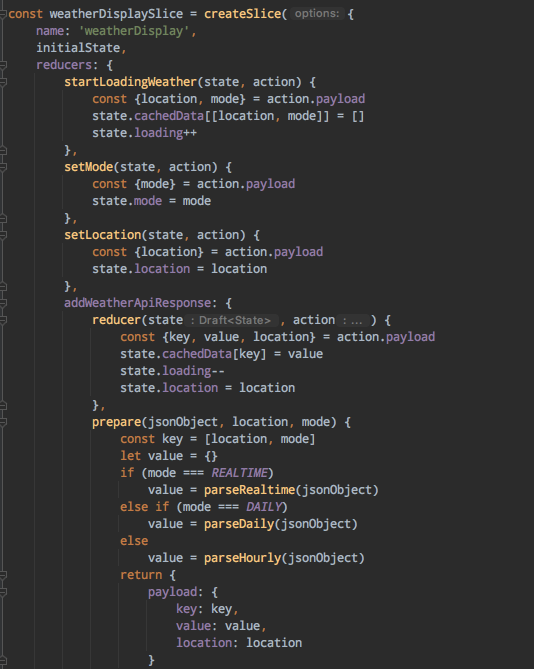 const weatherDisplaySlice = createSlice( options: {
    name: 'weatherDisplay',
    initialState,
    reducers: {
        startLoadingWeather(state, action) {
            const {location, mode} = action.payload
            state.cachedData[[location, mode]] = []
            state.loading++
        },
        setMode(state, action) {
            const {mode} = action.payload
            state.mode = mode
        },
        setLocation(state, action) {
            const {location} = action.payload
            state.location = location
        },
        addWeatherApiResponse: {
            reducer(state : Draft<State> , action : ... ) {
                const {key, value, location} = action.payload
                state.cachedData[key] = value
                state.loading--
                state.location = location
            },
            prepare(jsonObject, location, mode) {
                const key = [location, mode]
                let value = {}
                if (mode === REALTIME)
                    value = parseRealtime(jsonObject)
                else if (mode === DAILY)
                    value = parseDaily(jsonObject)
                else
                    value = parseHourly(jsonObject)
                return {
                    payload: {
                        key: key,
                        value: value,
                        location: location
                    }